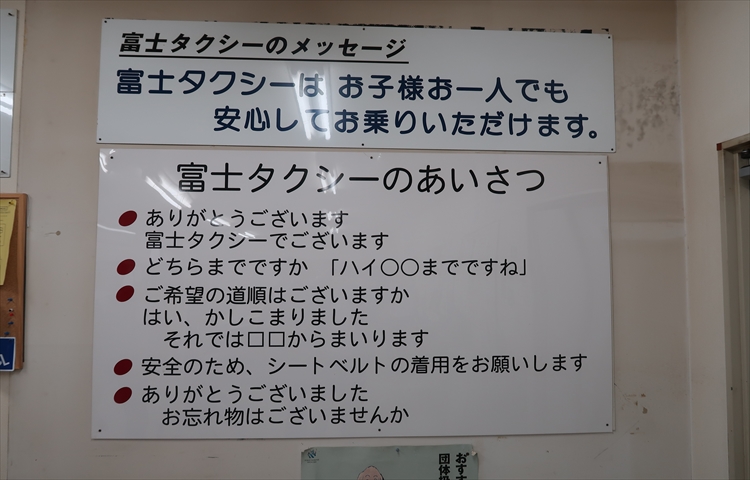 富士タクシーのメッセージ
富士タクシーは お子様お一人でも
安心してお乗りいただけます。
富士タクシーのあいさつ
ありがとうございます
富士タクシーでございます
どちらまでですか 「ハイ〇〇までですね」
ご希望の道順はございますか
はい、かしこまりました
それでは□□からまいります
安全のため、シートベルトの着用をお願いします
ありがとうございました
お忘れ物はございませんか
おすす
団体